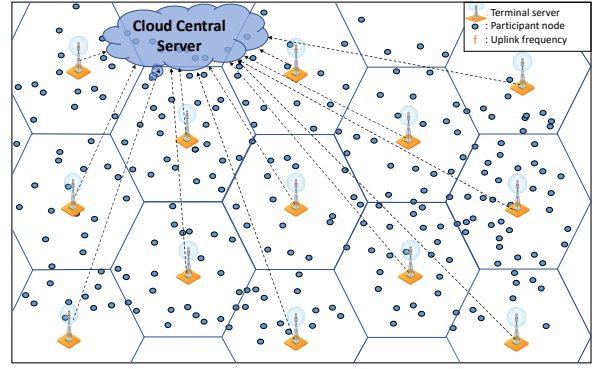 Cloud Central
Server
: Terminal server
: Participant node
f : Uplink frequency